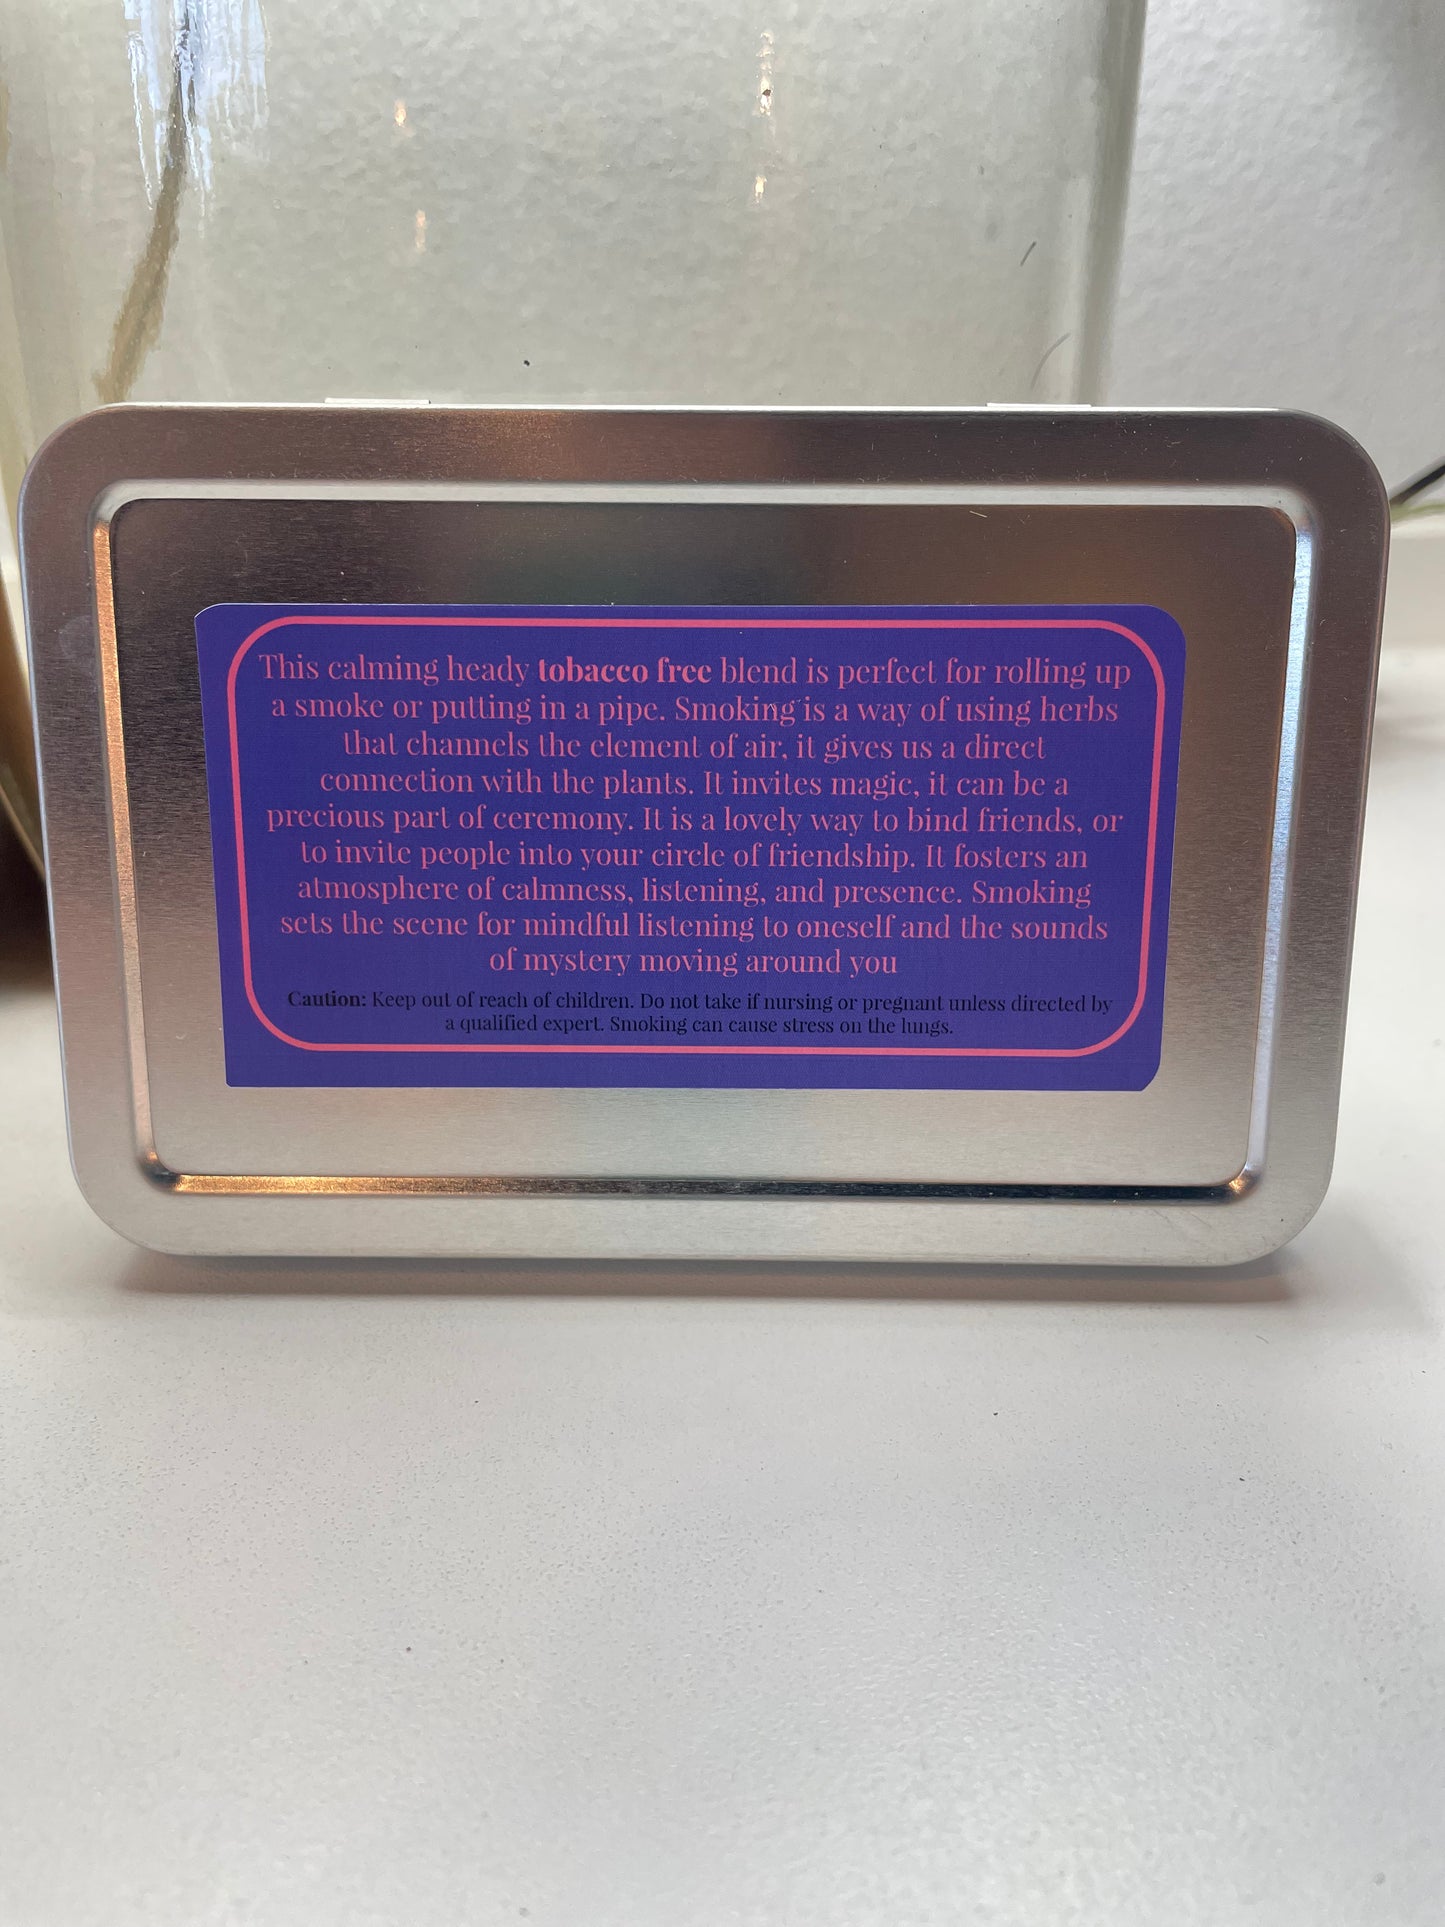 This calming heady tobacco free blend is perfect for rolling up
a smoke or putting in a pipe. Smoking is a way of using herbs
that channels the element of air, it gives us a direct
connection with the plants. It invites magic, it can be a
precious part of ceremony. It is a lovely way to bind friends, or
to invite people into your circle of friendship. It fosters an
atmosphere of calmness, listening, and presence. Smoking
sets the scene for mindful listening to oneself and the sounds
of mystery moving around you
Caution: Keep out of reach of children. Do not take if nursing or pregnant unless directed by
a qualified expert. Smoking can cause stress on the lungs.